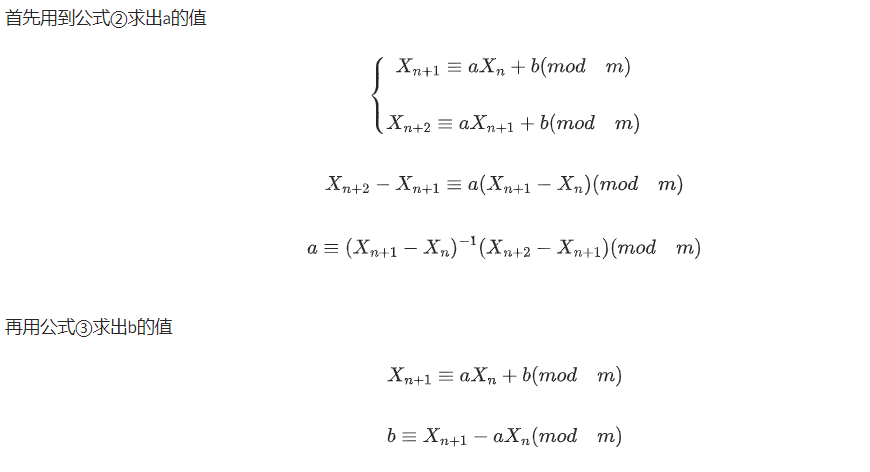 首先用到公式②求出a的值
X_{n+1} ≡ aX_n + b(mod m)
X_{n+2} ≡ aX_{n+1} + b(mod m)
X_{n+2} − X_{n+1} ≡ a(X_{n+1} − X_n)(mod m)
a ≡ (X_{n+1} − X_n)^{−1}(X_{n+2} − X_{n+1})(mod m)
再用公式③求出b的值
X_{n+1} ≡ aX_n + b(mod m)
b ≡ X_{n+1} − aX_n(mod m)